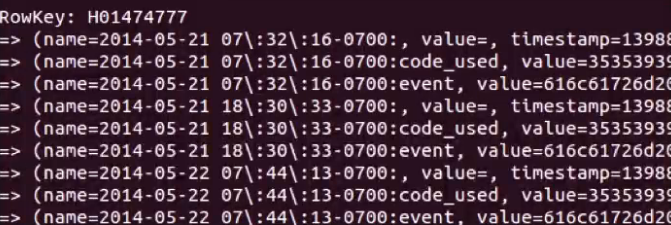 RowKey: H01474777
=> (name=2014-05-21 07\:32\:16-0700:, value=, timestamp=13988
=> (name=2014-05-21 07\:32\:16-0700:code_used, value=35353939
=> (name=2014-05-21 07\:32\:16-0700:event, value=616c61726d20
=> (name=2014-05-21 18\:30\:33-0700:, value=, timestamp=13988
=> (name=2014-05-21 18\:30\:33-0700:code_used, value=35353939
=> (name=2014-05-21 18\:30\:33-0700:event, value=616c61726d20
=> (name=2014-05-22 07\:44\:13-0700:, value=, timestamp=13988
=> (name=2014-05-22 07\:44\:13-0700:code_used, value=35353939
=> (name=2014-05-22 07\:44\:13-0700:event, value=616c61726d20